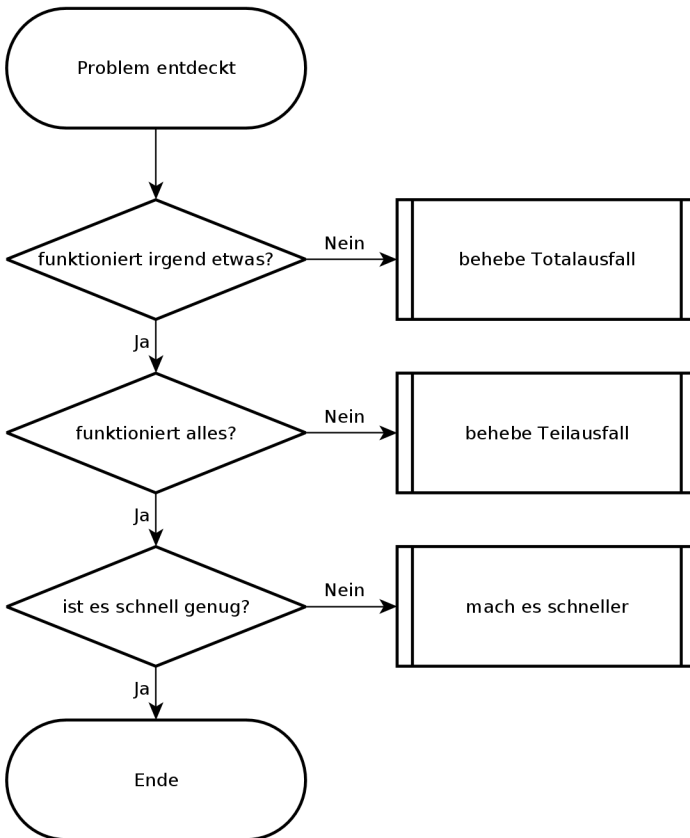 Problem entdeckt
funktioniert irgend etwas?
Nein
behebe Totalausfall
Ja
funktioniert alles?
Nein
behebe Teilausfall
Ja
ist es schnell genug?
Nein
mach es schneller
Ja
Ende